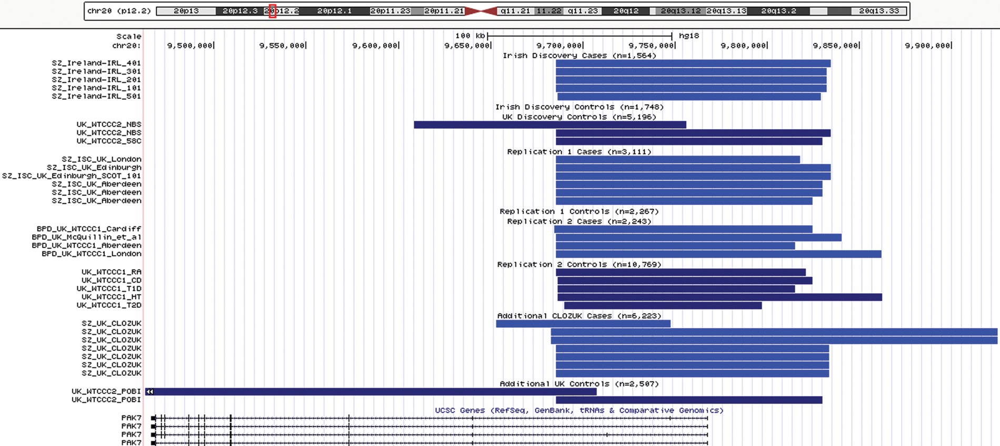 chr20 (p12.2) 20p13 20p12.3 20p12.2 20p12.1 20p11.23 20p11.21 q11.21 11.22 q11.23 20q12 20q13.12 20q13.13 20q13.2 20q13.33
Scale 100 kb hg18
chr20: 9,500,000 9,550,000 9,600,000 9,650,000 9,700,000 9,750,000 9,800,000 9,850,000 9,900,000
Irish Discovery Cases (n=1,564)
SZ_Ireland-IRL_401
SZ_Ireland-IRL_301
SZ_Ireland-IRL_201
SZ_Ireland-IRL_101
SZ_Ireland-IRL_501
Irish Discovery Controls (n=1,748)
UK Discovery Controls (n=5,196)
UK_WTCCC2_NBS
UK_WTCCC2_NBS
UK_WTCCC2_58C
Replication 1 Cases (n=3,111)
SZ_ISC_UK_London
SZ_ISC_UK_Edinburgh
SZ_ISC_UK_Edinburgh_SCOT_101
SZ_ISC_UK_Aberdeen
SZ_ISC_UK_Aberdeen
SZ_ISC_UK_Aberdeen
Replication 1 Controls (n=2,267)
Replication 2 Cases (n=2,243)
BPD_UK_WTCCC1_Cardiff
BPD_UK_McQuillin_et_al
BPD_UK_WTCCC1_Aberdeen
BPD_UK_WTCCC1_London
Replication 2 Controls (n=10,769)
UK_WTCCC1_RA
UK_WTCCC1_CD
UK_WTCCC1_T1D
UK_WTCCC1_HT
UK_WTCCC1_T2D
Additional CLOZUK Cases (n=6,223)
SZ_UK_CLOZUK
SZ_UK_CLOZUK
SZ_UK_CLOZUK
SZ_UK_CLOZUK
SZ_UK_CLOZUK
SZ_UK_CLOZUK
SZ_UK_CLOZUK
Additional UK Controls (n=2,507)
UK_WTCCC2_POBI
UK_WTCCC2_POBI
UCSC Genes (RefSeq, GenBank, tRNAs & Comparative Genomics)
PAK7
PAK7
PAK7
PAK7